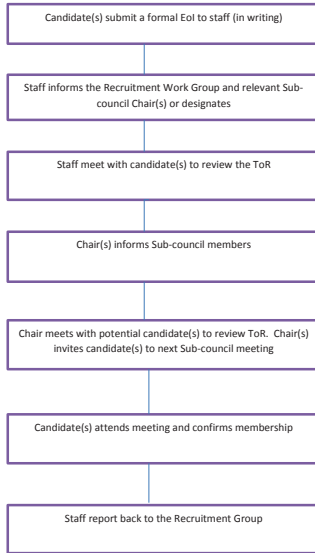 Candidate(s) submit a formal EoI to staff (in writing)
Staff informs the Recruitment Work Group and relevant Sub-
council Chair(s) or designates
Staff meet with candidate(s) to review the ToR
Chair(s) informs Sub-council members
Chair meets with potential candidate(s) to review ToR.  Chair(s)
invites candidate(s) to next Sub-council meeting
Candidate(s) attends meeting and confirms membership
Staff report back to the Recruitment Group